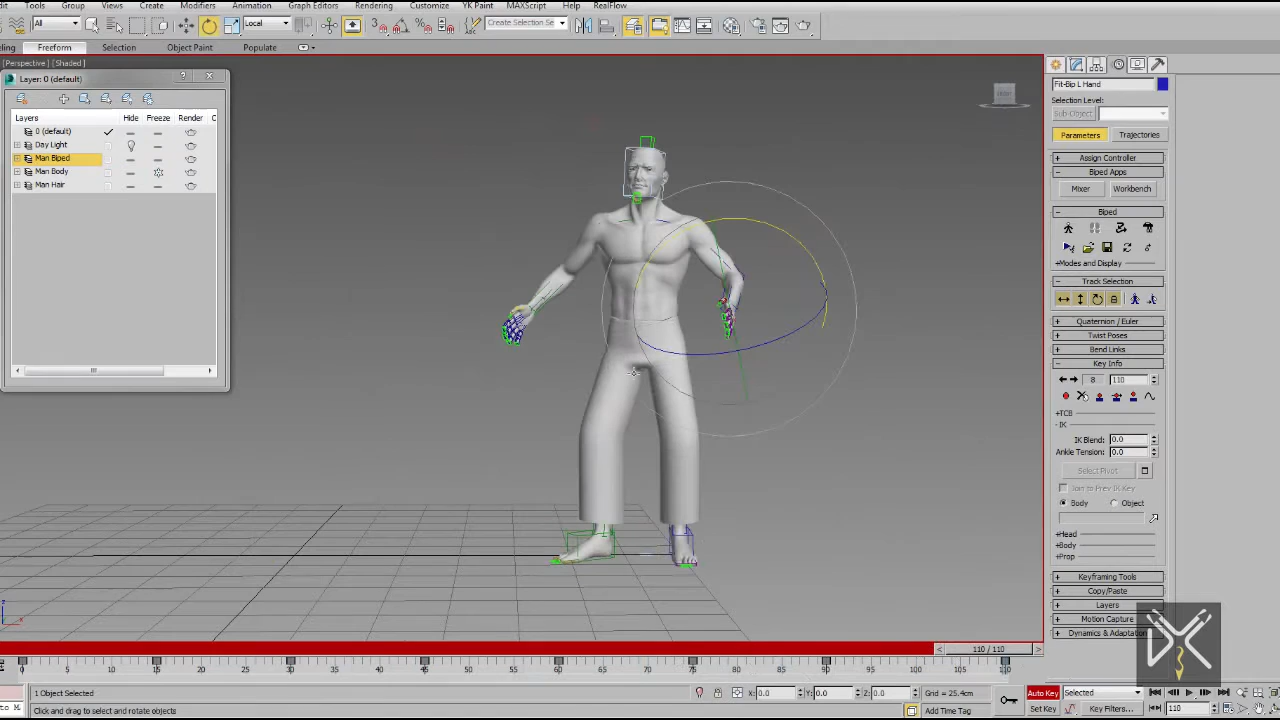 Tools Group Views Create Modifiers Animation Graph Editors Rendering Customize YK Paint MAXScript Help RealFlow
All Local 3 Create Selection Se
Freeform Selection Object Paint Populate
[Perspective] [Shaded]
Layer: 0 (default) ?
Layers Hide Freeze Render C
0 (default)
Day Light
Man Biped
Man Body
Man Hair
Fit-Bip L Hand
Selection Level:
Sub-Object
Parameters Trajectories
+ Assign Controller
- Biped Apps
Mixer Workbench
- Biped
+Modes and Display
- Track Selection
+ Quaternion / Euler
+ Twist Poses
+ Bend Links
- Key Info
8 110
+TCB
- IK
IK Blend: 0.0
Ankle Tension: 0.0
Select Pivot
Join to Prev IK Key
Body Object
+Head
+Body
+Prop
+ Keyframing Tools
+ Copy/Paste
+ Layers
+ Motion Capture
+ Dynamics & Adaptation
110 / 110
0 5 10 15 20 25 30 35 40 45 50 55 60 65 70 75 80 85 90 95 100 105 110
1 Object Selected X: 0.0 Y: 0.0 Z: 0.0 Grid = 25.4cm Auto Key Selected
Click and drag to select and rotate objects Add Time Tag Set Key Key Filters... 110